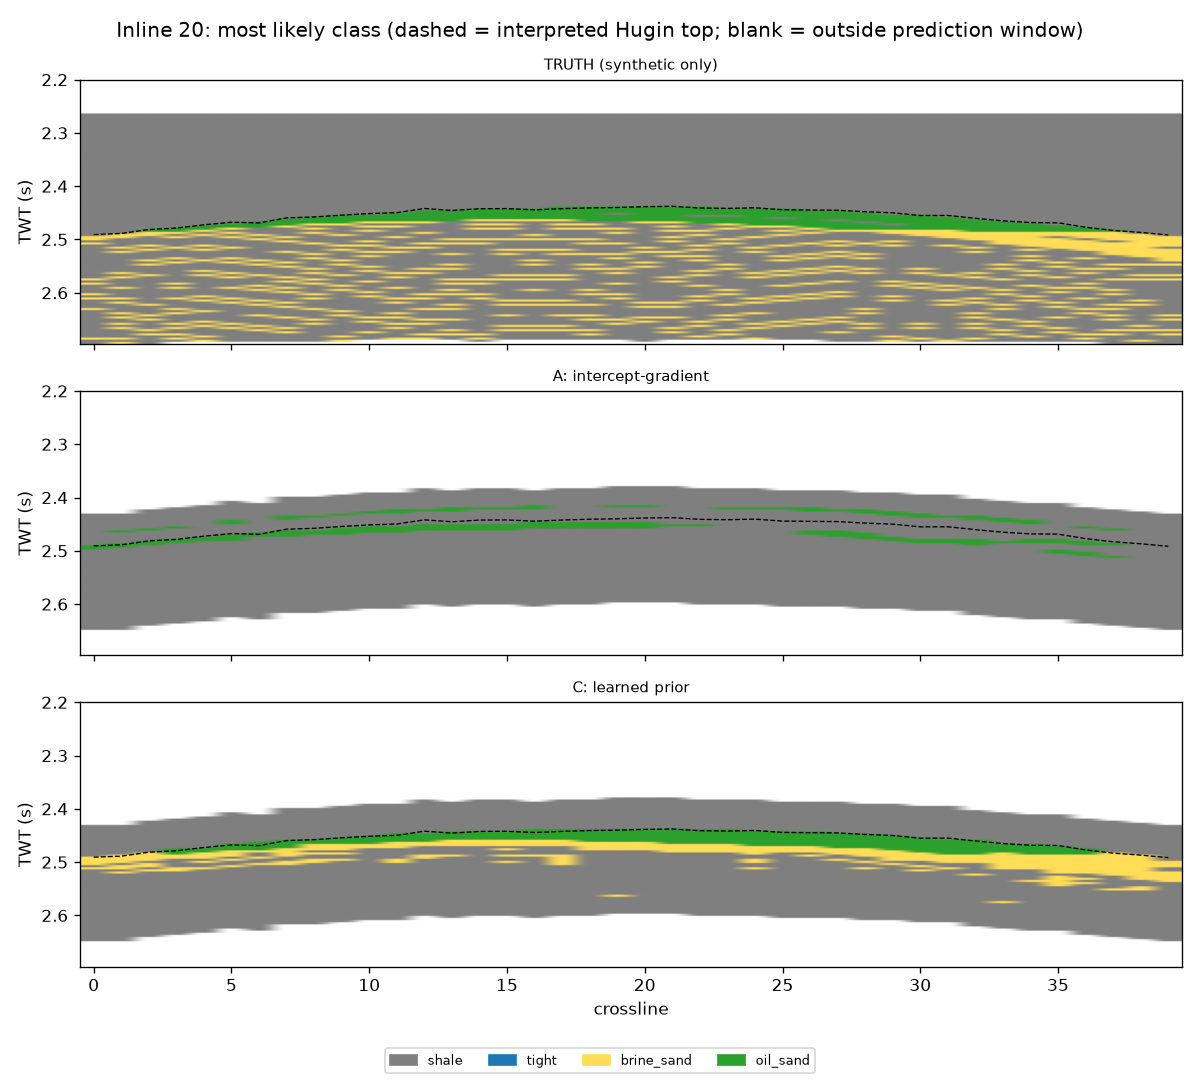 Inline 20: most likely class (dashed = interpreted Hugin top; blank = outside prediction window)
TRUTH (synthetic only)
2.2
2.3
2.4
2.5
2.6
TWT (s)
A: intercept-gradient
2.2
2.3
2.4
2.5
2.6
TWT (s)
C: learned prior
2.2
2.3
2.4
2.5
2.6
TWT (s)
0 5 10 15 20 25 30 35
crossline
shale tight brine_sand oil_sand